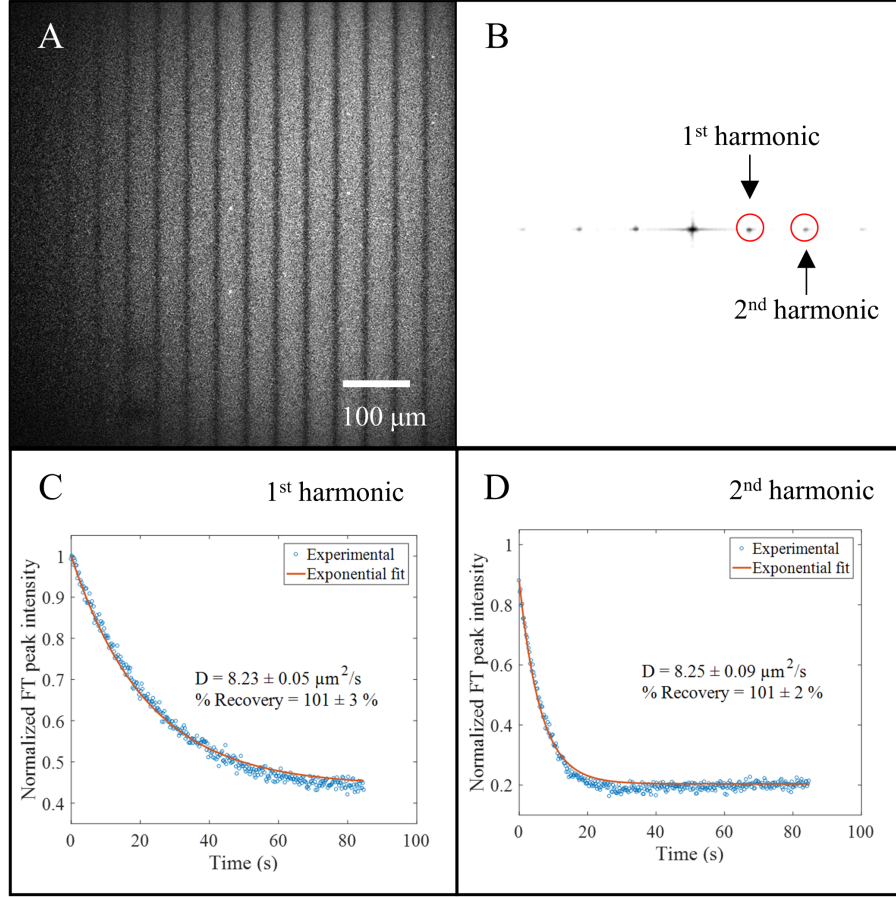 A
100 µm
B
1st harmonic
2nd harmonic
C
1st harmonic
Experimental
Exponential fit
D = 8.23 ± 0.05 µm2/s
% Recovery = 101 ± 3 %
Normalized FT peak intensity
1
0.9
0.8
0.7
0.6
0.5
0.4
0 20 40 60 80 100
Time (s)
D
2nd harmonic
Experimental
Exponential fit
D = 8.25 ± 0.09 µm2/s
% Recovery = 101 ± 2 %
Normalized FT peak intensity
1
0.8
0.6
0.4
0.2
0 20 40 60 80 100
Time (s)